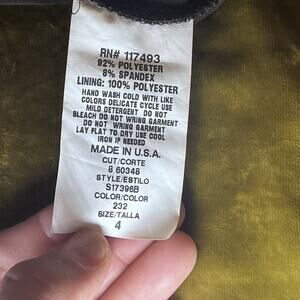 RN# 117493
92% POLYESTER
8% SPANDEX
LINING: 100% POLYESTER
HAND WASH COLD WITH LIKE
COLORS DELICATE CYCLE USE
MILD DETERGENT DO NOT
BLEACH DO NOT WRING GARMENT
DO NOT WRING GARMENT
LAY FLAT TO DRY USE COOL
IRON IF NEEDED
MADE IN U.S.A.
CUT/CORTE
8 60348
STYLE/ESTILO
S17396B
COLOR/COLOR
232
SIZE/TALLA
4